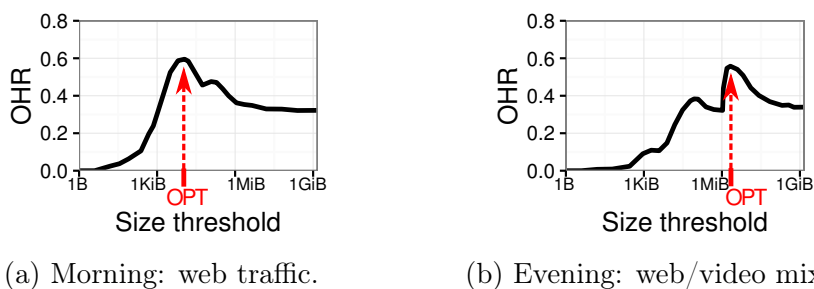 0.8
0.6
0.4
0.2
0.0
OHR
1B
1KiB
1MiB
1GiB
OPT
Size threshold
(a) Morning: web traffic.
0.8
0.6
0.4
0.2
0.0
OHR
1B
1KiB
1MiB
1GiB
OPT
Size threshold
(b) Evening: web/video mix